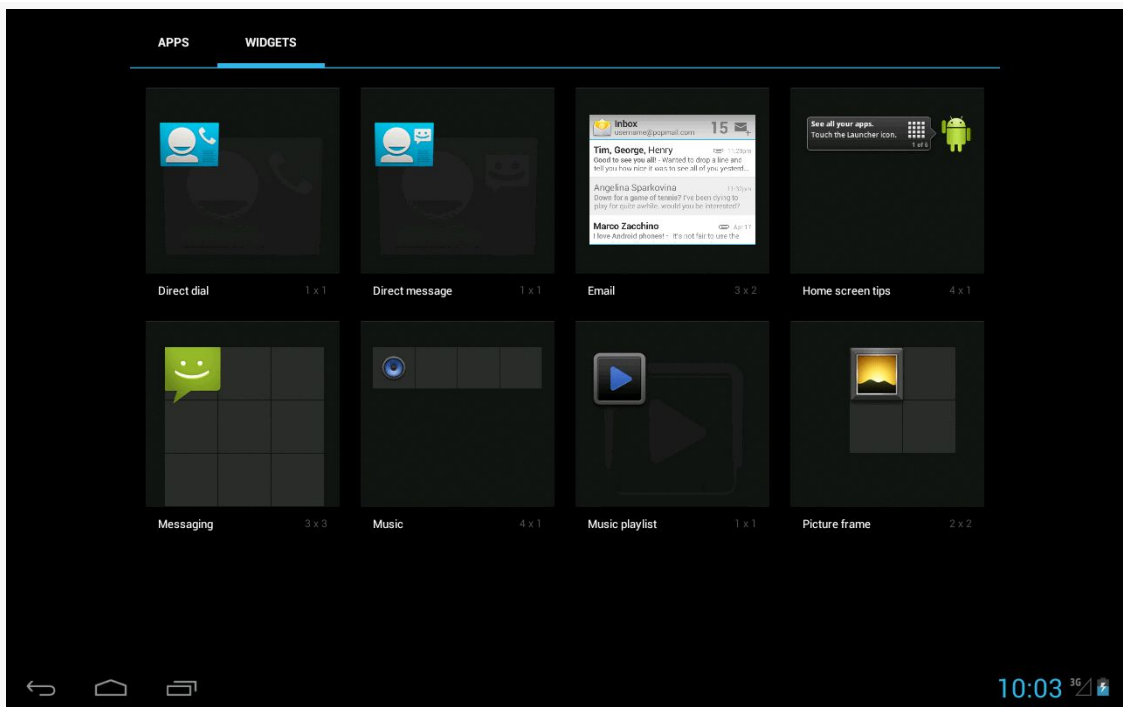 APPS WIDGETS
Inbox
username@popmail.com
15
Tim, George, Henry 11:23pm
Good to see you all! - Wanted to drop a line and
tell you how nice it was to see all of you yesterd...
Angelina Sparkovina
Down for a game of tennis? I've been dying to
play for quite awhile, would you be interested?
Marco Zacchino Apr 17
I love Android phones! - It's not fair to use the
See all your apps.
Touch the Launcher icon.
1 of 6
Direct dial 1 x 1
Direct message 1 x 1
Email 3 x 2
Home screen tips 4 x 1
Messaging 3 x 3
Music 4 x 1
Music playlist 1 x 1
Picture frame 2 x 2
10:03 3G